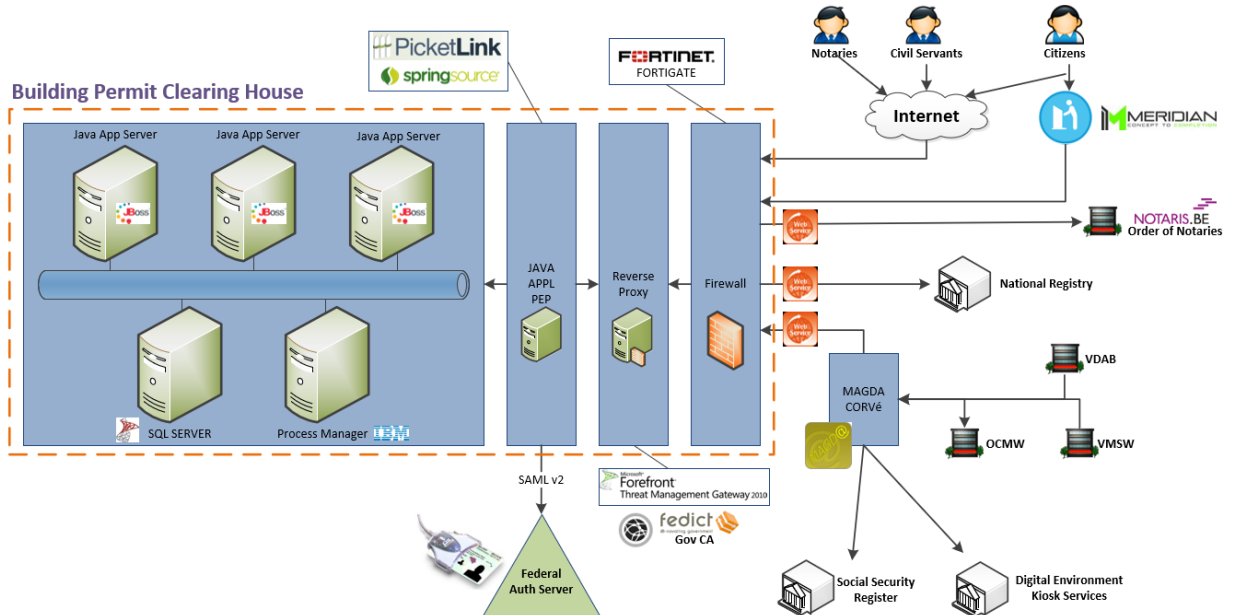 Notaries
Civil Servants
Citizens
PicketLink
springsource
FORTINET.
FORTIGATE
Building Permit Clearing House
Internet
MERIDIAN
CONCEPT TO COMPLETION
Java App Server
Java App Server
Java App Server
JBoss
JBoss
JBoss
Web Service
NOTARIS.BE
Order of Notaries
JAVA
APPL
PEP
Reverse
Proxy
Firewall
Web Service
National Registry
Web Service
VDAB
MAGDA
CORVé
SQL SERVER
Process Manager
IBM
OCMW
VMSW
SAML v2
Microsoft
Forefront
Threat Management Gateway 2010
fedict
Gov CA
Federal
Auth Server
Social Security
Register
Digital Environment
Kiosk Services